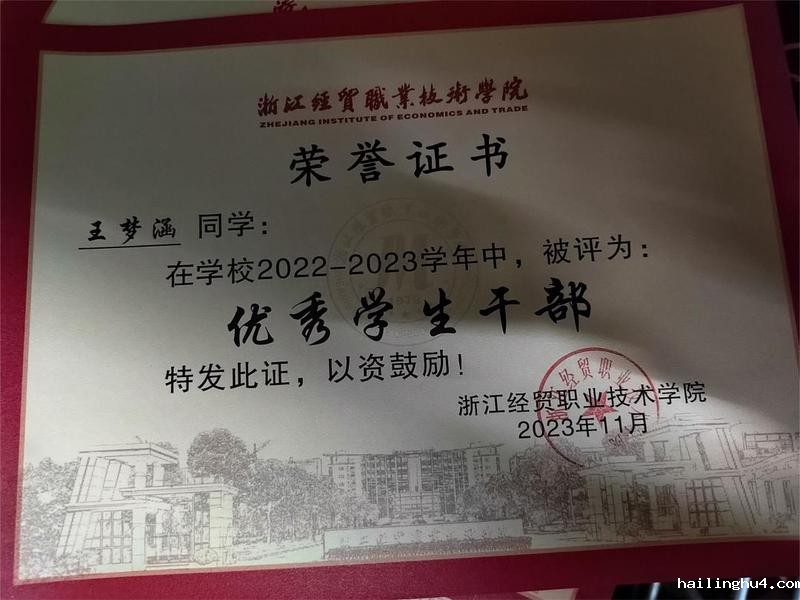 浙江经贸職業技術學院
ZHEJIANG INSTITUTE OF ECONOMICS AND TRADE
荣誉证书
王梦涵 同学：
在学校2022-2023学年中，被评为：
优秀学生干部
特发此证，以资鼓励！
浙江经贸职业技术学院
2023年11月
hailinghu4.com